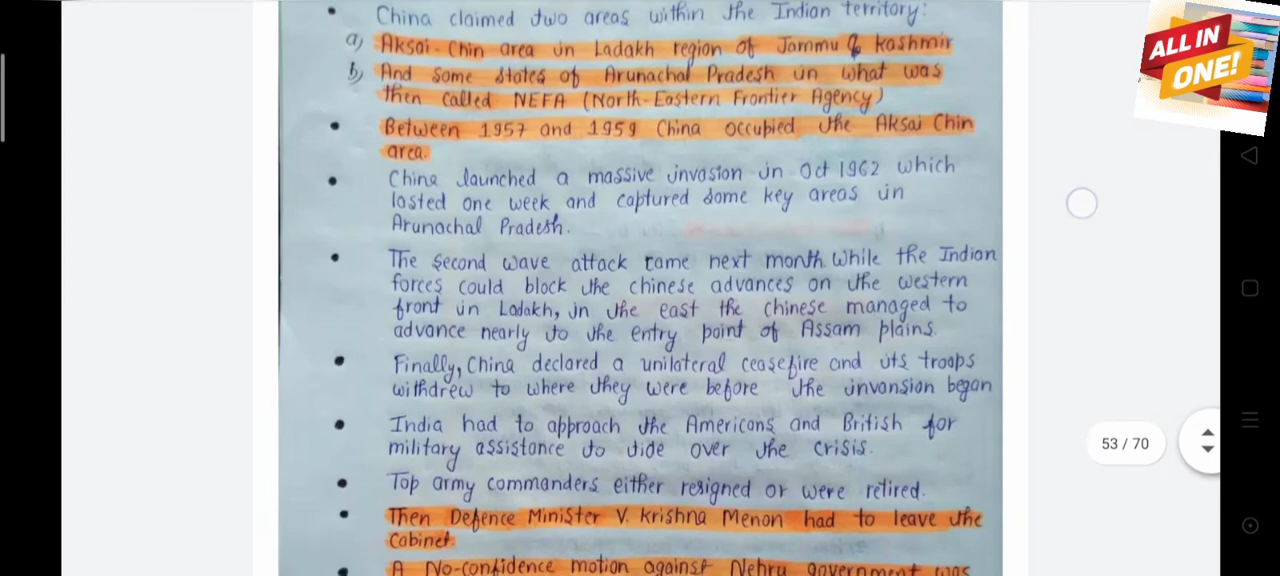 China claimed two areas within the Indian territory:
a) Aksai-Chin area in Ladakh region of Jammu & Kashmir
b) And some states of Arunachal Pradesh in what was
then called NEFA (North-Eastern Frontier Agency)
Between 1957 and 1959 China occupied the Aksai Chin
area.
China launched a massive invasion in Oct 1962 which
lasted one week and captured some key areas in
Arunachal Pradesh.
The second wave attack came next month while the Indian
forces could block the chinese advances on the western
front in Ladakh, in the east the chinese managed to
advance nearly to the entry point of Assam plains.
Finally, China declared a unilateral ceasefire and its troops
withdrew to where they were before the invansion began
India had to approach the Americans and British for
military assistance to tide over the crisis.
Top army commanders either resigned or were retired.
Then Defence Minister V. Krishna Menon had to leave the
Cabinet.
A No-confidence motion against Nehru government was
ALL IN
ONE!
53 / 70